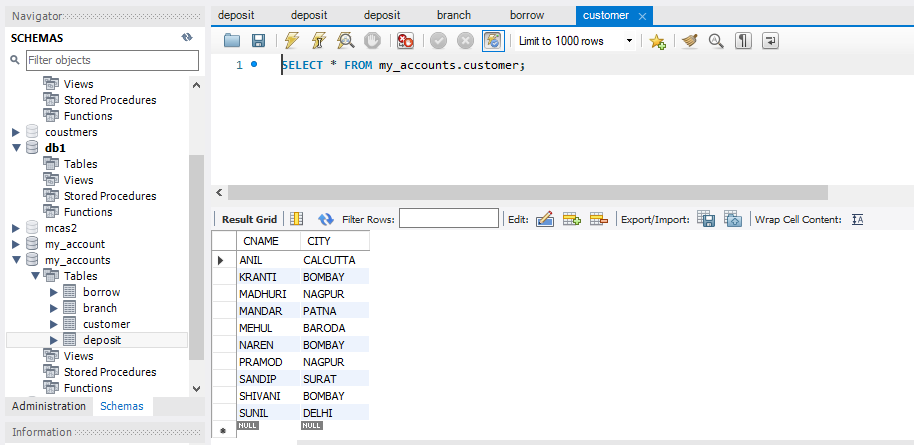 Navigator
SCHEMAS
Filter objects
Views
Stored Procedures
Functions
coustmers
db1
Tables
Views
Stored Procedures
Functions
mcas2
my_account
my_accounts
Tables
borrow
branch
customer
deposit
Views
Stored Procedures
Functions
Administration Schemas
Information
deposit deposit deposit branch borrow customer
Limit to 1000 rows
1 SELECT * FROM my_accounts.customer;
Result Grid Filter Rows: Edit: Export/Import: Wrap Cell Content:
CNAME CITY
ANIL CALCUTTA
KRANTI BOMBAY
MADHURI NAGPUR
MANDAR PATNA
MEHUL BARODA
NAREN BOMBAY
PRAMOD NAGPUR
SANDIP SURAT
SHIVANI BOMBAY
SUNIL DELHI
NULL NULL